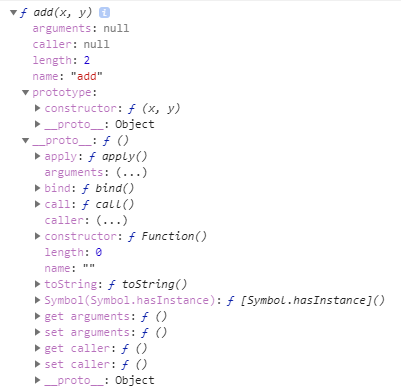 ▼ƒ add(x, y) i
arguments: null
caller: null
length: 2
name: "add"
▼prototype:
▶constructor: ƒ (x, y)
▶__proto__: Object
▼__proto__: ƒ ()
▶apply: ƒ apply()
arguments: (...)
▶bind: ƒ bind()
▶call: ƒ call()
caller: (...)
▶constructor: ƒ Function()
length: 0
name: ""
▶toString: ƒ toString()
▶Symbol(Symbol.hasInstance): ƒ [Symbol.hasInstance]()
▶get arguments: ƒ ()
▶set arguments: ƒ ()
▶get caller: ƒ ()
▶set caller: ƒ ()
▶__proto__: Object